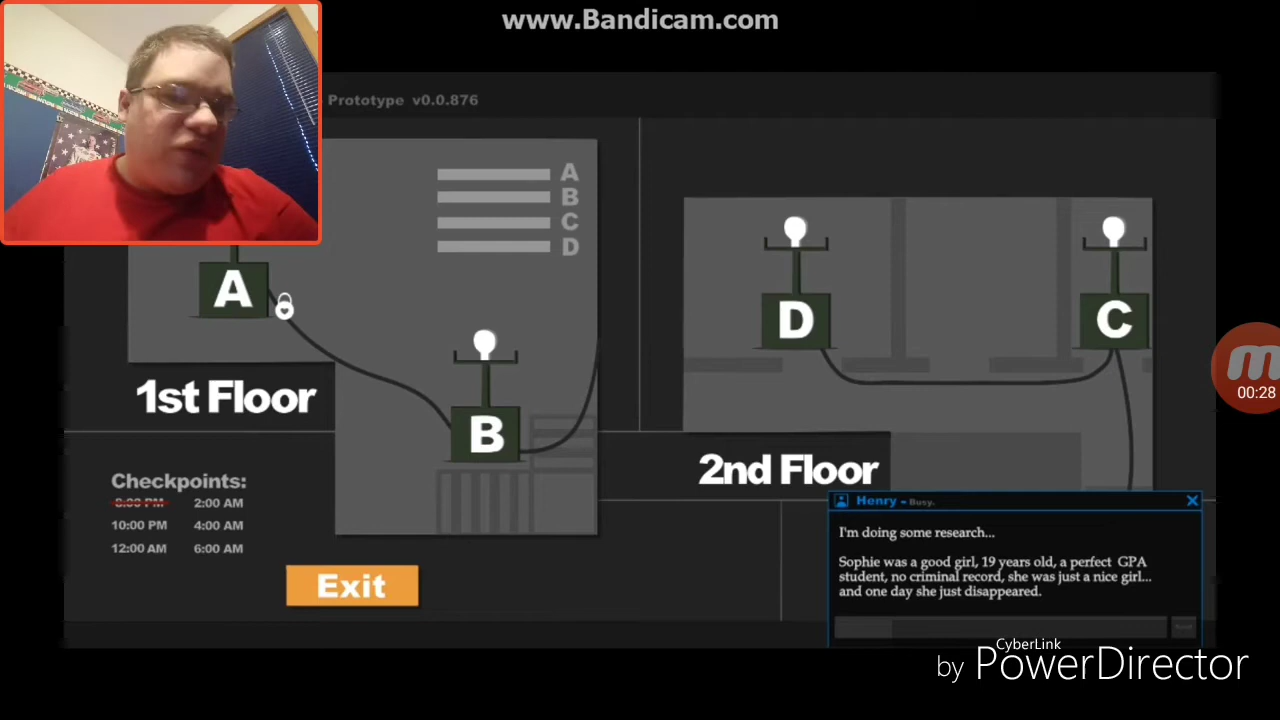 www.Bandicam.com
Prototype v0.0.876
A
B
C
D
A
B
1st Floor
D
C
2nd Floor
Checkpoints:
8:00 PM 2:00 AM
10:00 PM 4:00 AM
12:00 AM 6:00 AM
Exit
Henry - Busy.
I'm doing some research...
Sophie was a good girl, 19 years old, a perfect GPA
student, no criminal record, she was just a nice girl...
and one day she just disappeared.
00:28
CyberLink
by PowerDirector